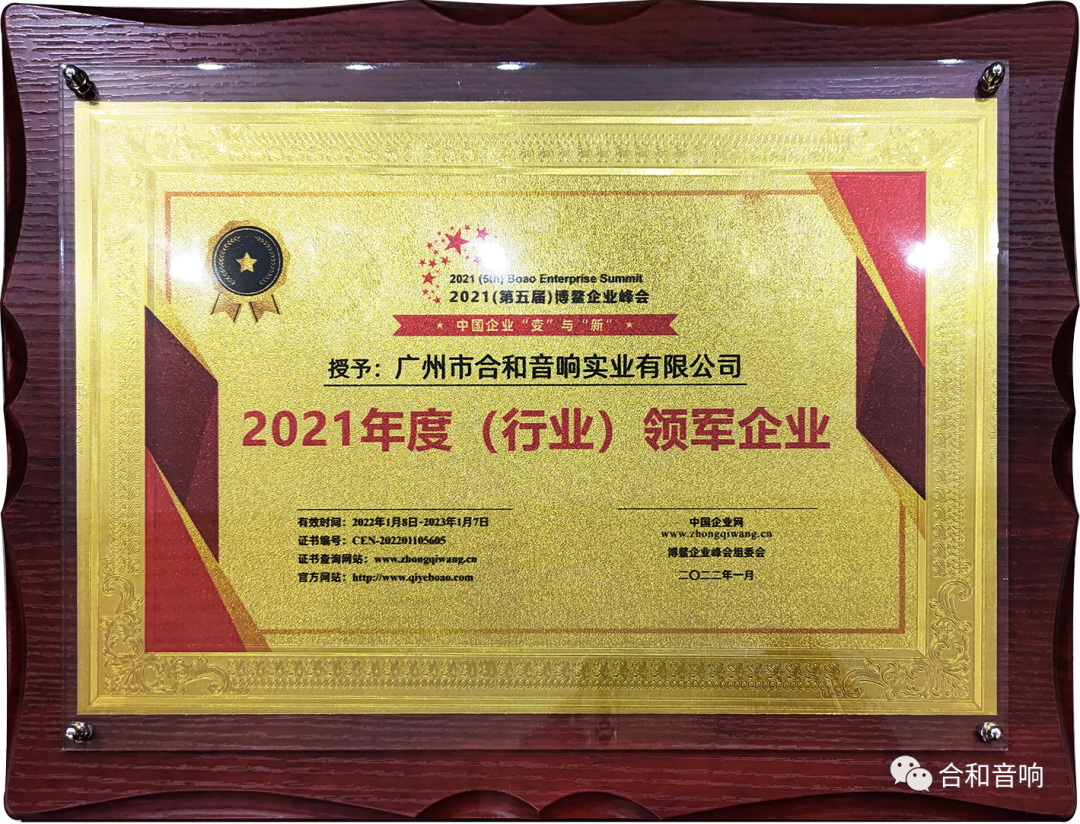 2021 (5th) Boao Enterprise Summit
2021(第五届)博鳌企业峰会
中国企业“变”与“新”
授予：广州市合和音响实业有限公司
2021年度（行业）领军企业
有效时间：2022年1月8日-2023年1月7日
证书编号：CEN-202201105605
证书查询网站：www.zhongqiwang.cn
官方网站：http://www.qiyeboao.com
中国企业网
www.zhongqiwang.cn
博鳌企业峰会组委会
二〇二二年一月
合和音响